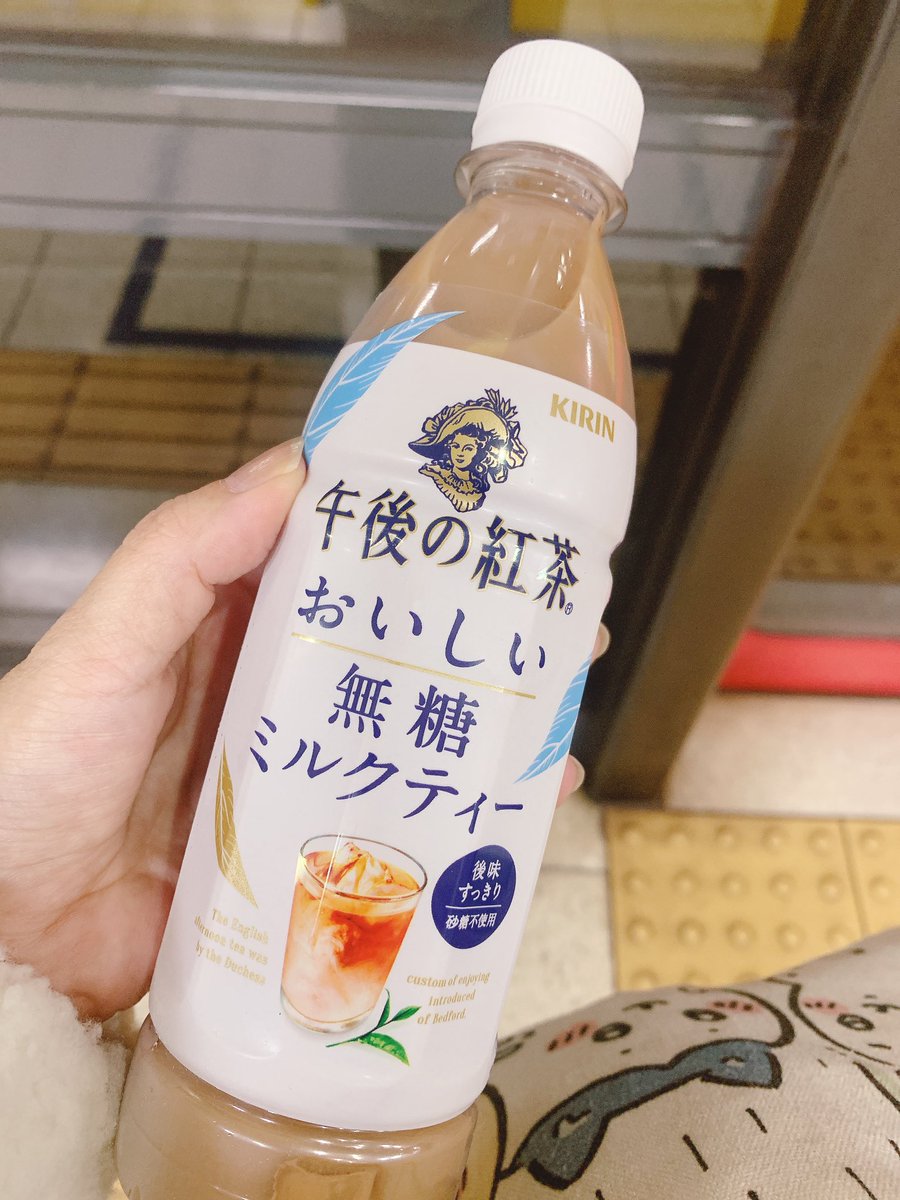 KIRIN
午後の紅茶®
おいしい
無糖
ミルクティー
後味
すっきり
砂糖不使用
The English
afternoon tea was
by the Duchess
custom of enjoying
introduced
of Bedford.